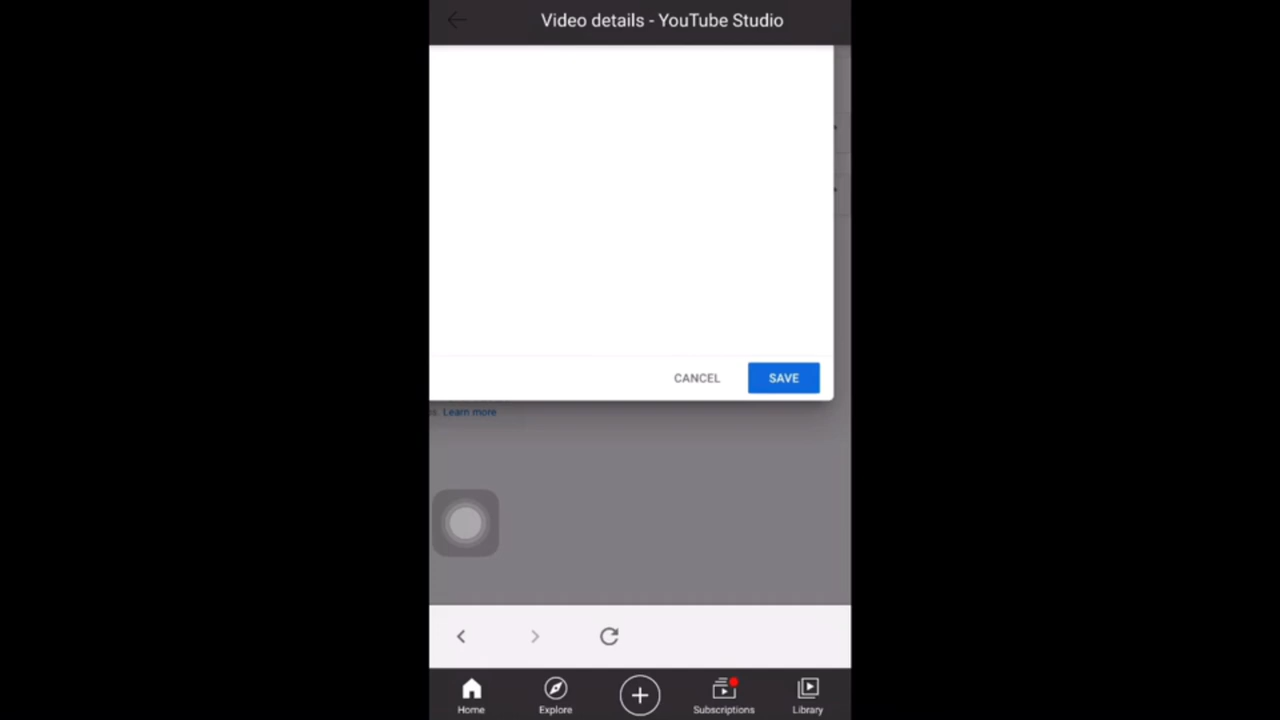 Video details - YouTube Studio
CANCEL
SAVE
s. Learn more
Home
Explore
Subscriptions
Library